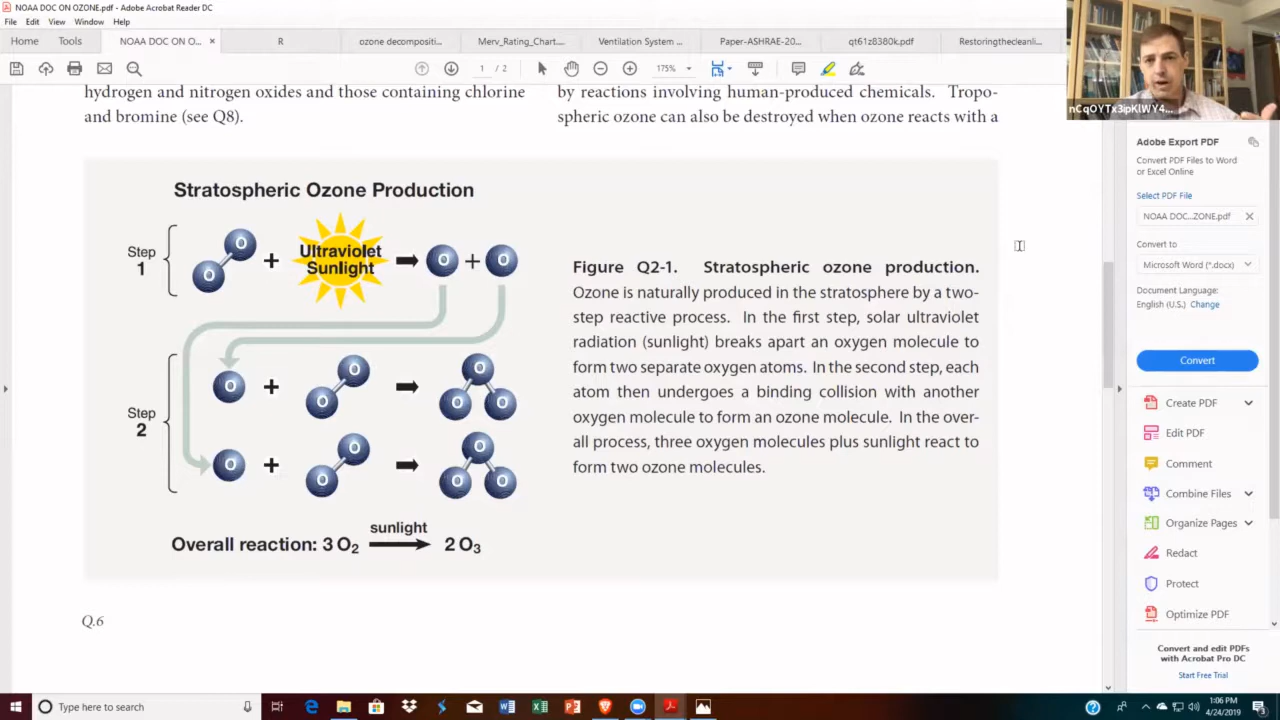 NOAA DOC ON OZONE.pdf - Adobe Acrobat Reader DC
File Edit View Window Help
Home Tools NOAA DOC ON O... × R ozone decompositi... Merv_Rating_Chart.... Ventilation System ... Paper-ASHRAE-20... qt61z8380k.pdf Restoringthecleanli...
1 / 2 175%
nCqOYTx3ipKlWY4...
hydrogen and nitrogen oxides and those containing chlorine
and bromine (see Q8).
by reactions involving human-produced chemicals. Tropo-
spheric ozone can also be destroyed when ozone reacts with a
Stratospheric Ozone Production
Step
1
O
O
+
Ultraviolet
Sunlight
O + O
Step
2
O + O O O O O
O + O O O O O
Overall reaction: 3 O₂ sunlight 2 O₃
Figure Q2-1. Stratospheric ozone production.
Ozone is naturally produced in the stratosphere by a two-
step reactive process. In the first step, solar ultraviolet
radiation (sunlight) breaks apart an oxygen molecule to
form two separate oxygen atoms. In the second step, each
atom then undergoes a binding collision with another
oxygen molecule to form an ozone molecule. In the over-
all process, three oxygen molecules plus sunlight react to
form two ozone molecules.
Q.6
Adobe Export PDF
Convert PDF Files to Word
or Excel Online
Select PDF File
NOAA DOC...ZONE.pdf ×
Convert to
Microsoft Word (*.docx)
Document Language:
English (U.S.) Change
Convert
Create PDF
Edit PDF
Comment
Combine Files
Organize Pages
Redact
Protect
Optimize PDF
Convert and edit PDFs
with Acrobat Pro DC
Start Free Trial
Type here to search
1:06 PM
4/24/2019